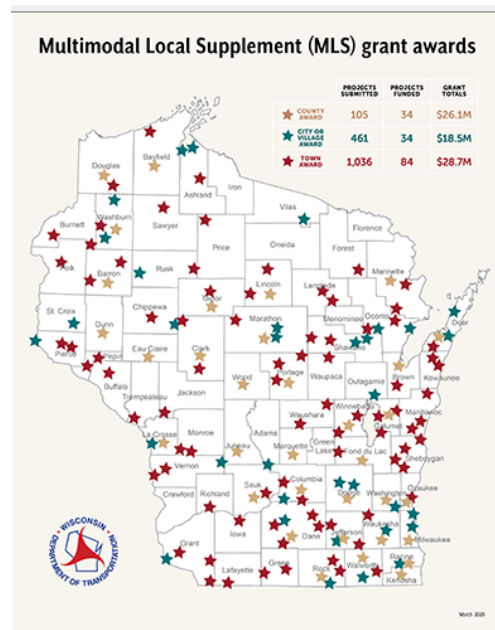 Multimodal Local Supplement (MLS) grant awards
PROJECTS SUBMITTED
PROJECTS FUNDED
GRANT TOTALS
COUNTY AWARD 105 34 $26.1M
CITY OR VILLAGE AWARD 461 34 $18.5M
TOWN AWARD 1,036 84 $28.7M
Douglas
Bayfield
Ashland
Iron
Vilas
Florence
Burnett
Washburn
Sawyer
Price
Oneida
Forest
Marinette
Polk
Barron
Rusk
Lincoln
Langlade
Taylor
Chippewa
St. Croix
Dunn
Marathon
Menominee
Oconto
Door
Pierce
Pepin
Eau Claire
Clark
Shawano
Buffalo
Trempealeau
Jackson
Wood
Portage
Waupaca
Outagamie
Brown
Kewaunee
La Crosse
Monroe
Juneau
Adams
Waushara
Winnebago
Calumet
Manitowoc
Marquette
Green Lake
Fond du Lac
Sheboygan
Vernon
Crawford
Richland
Sauk
Columbia
Dodge
Washington
Ozaukee
Grant
Iowa
Dane
Jefferson
Waukesha
Milwaukee
Lafayette
Green
Rock
Walworth
Racine
Kenosha
WISCONSIN
DEPARTMENT OF TRANSPORTATION
March 2020